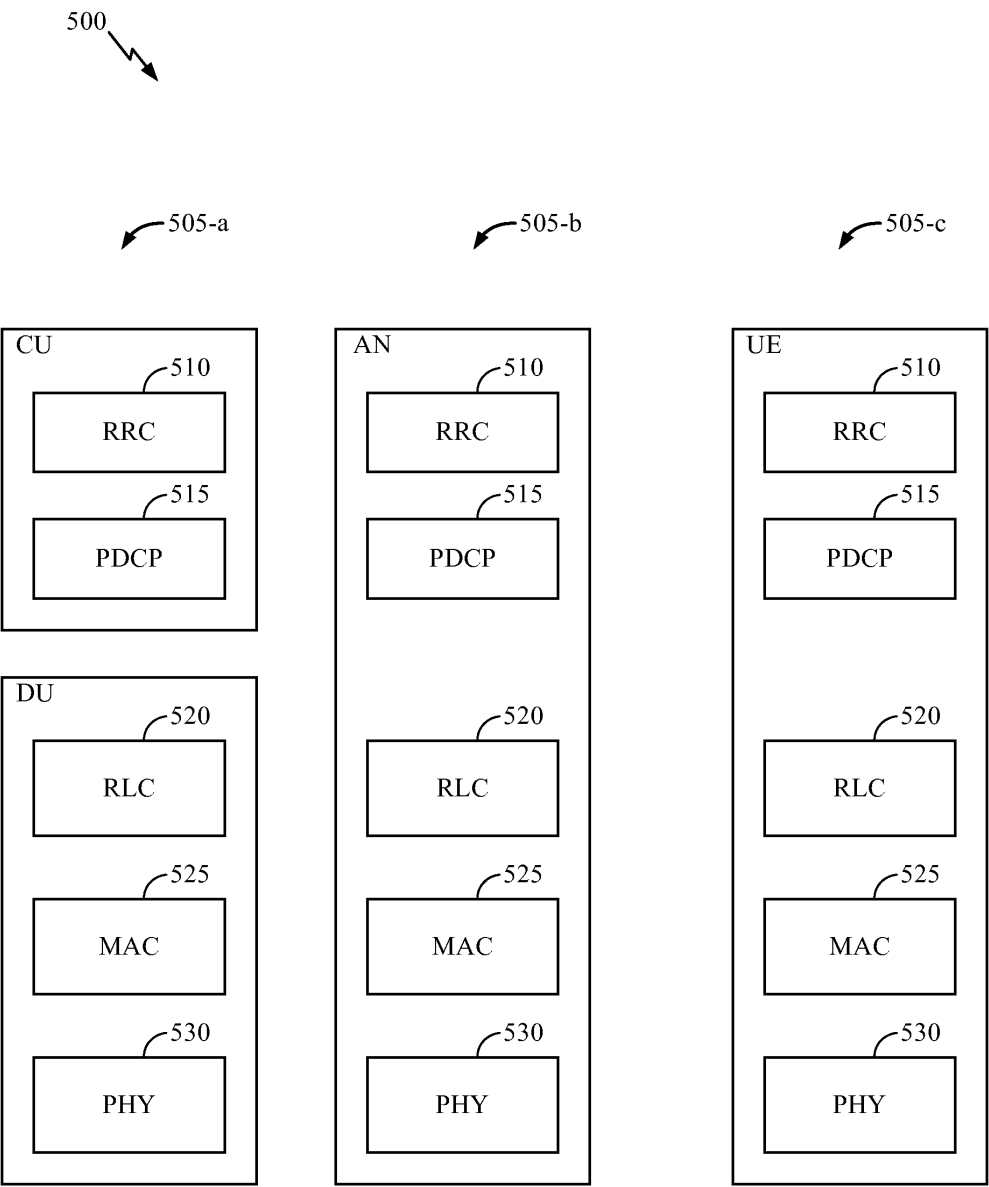 500
505-a
505-b
505-c
CU
AN
UE
510
510
510
RRC
RRC
RRC
515
515
515
PDCP
PDCP
PDCP
DU
520
520
520
RLC
RLC
RLC
525
525
525
MAC
MAC
MAC
530
530
530
PHY
PHY
PHY